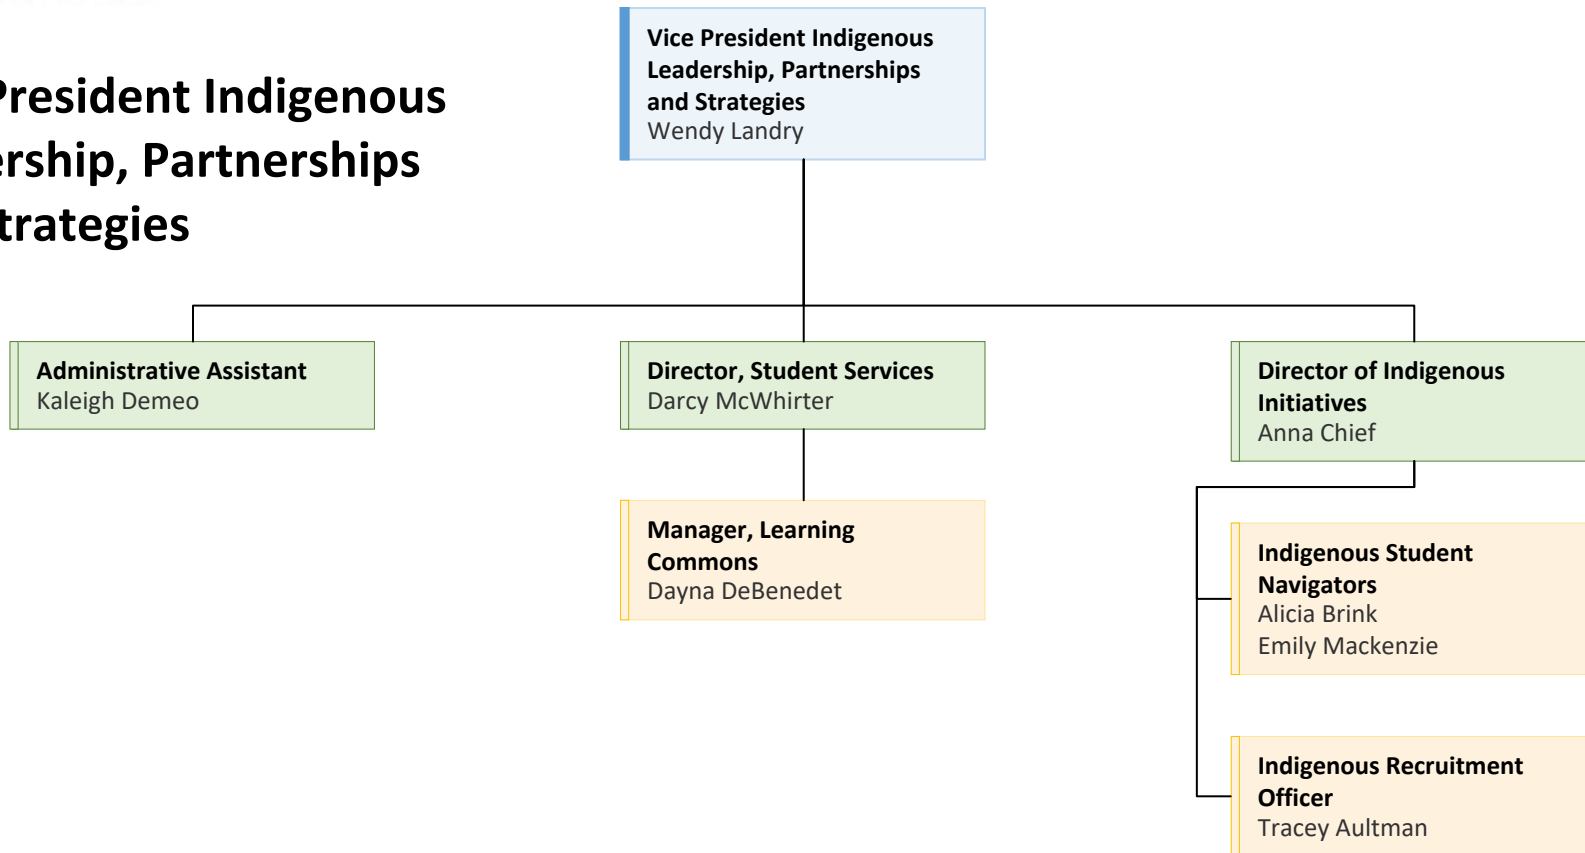 President Indigenous
ership, Partnerships
trategies
Vice President Indigenous
Leadership, Partnerships
and Strategies
Wendy Landry
Administrative Assistant
Kaleigh Demeo
Director, Student Services
Darcy McWhirter
Manager, Learning
Commons
Dayna DeBenedet
Director of Indigenous
Initiatives
Anna Chief
Indigenous Student
Navigators
Alicia Brink
Emily Mackenzie
Indigenous Recruitment
Officer
Tracey Aultman